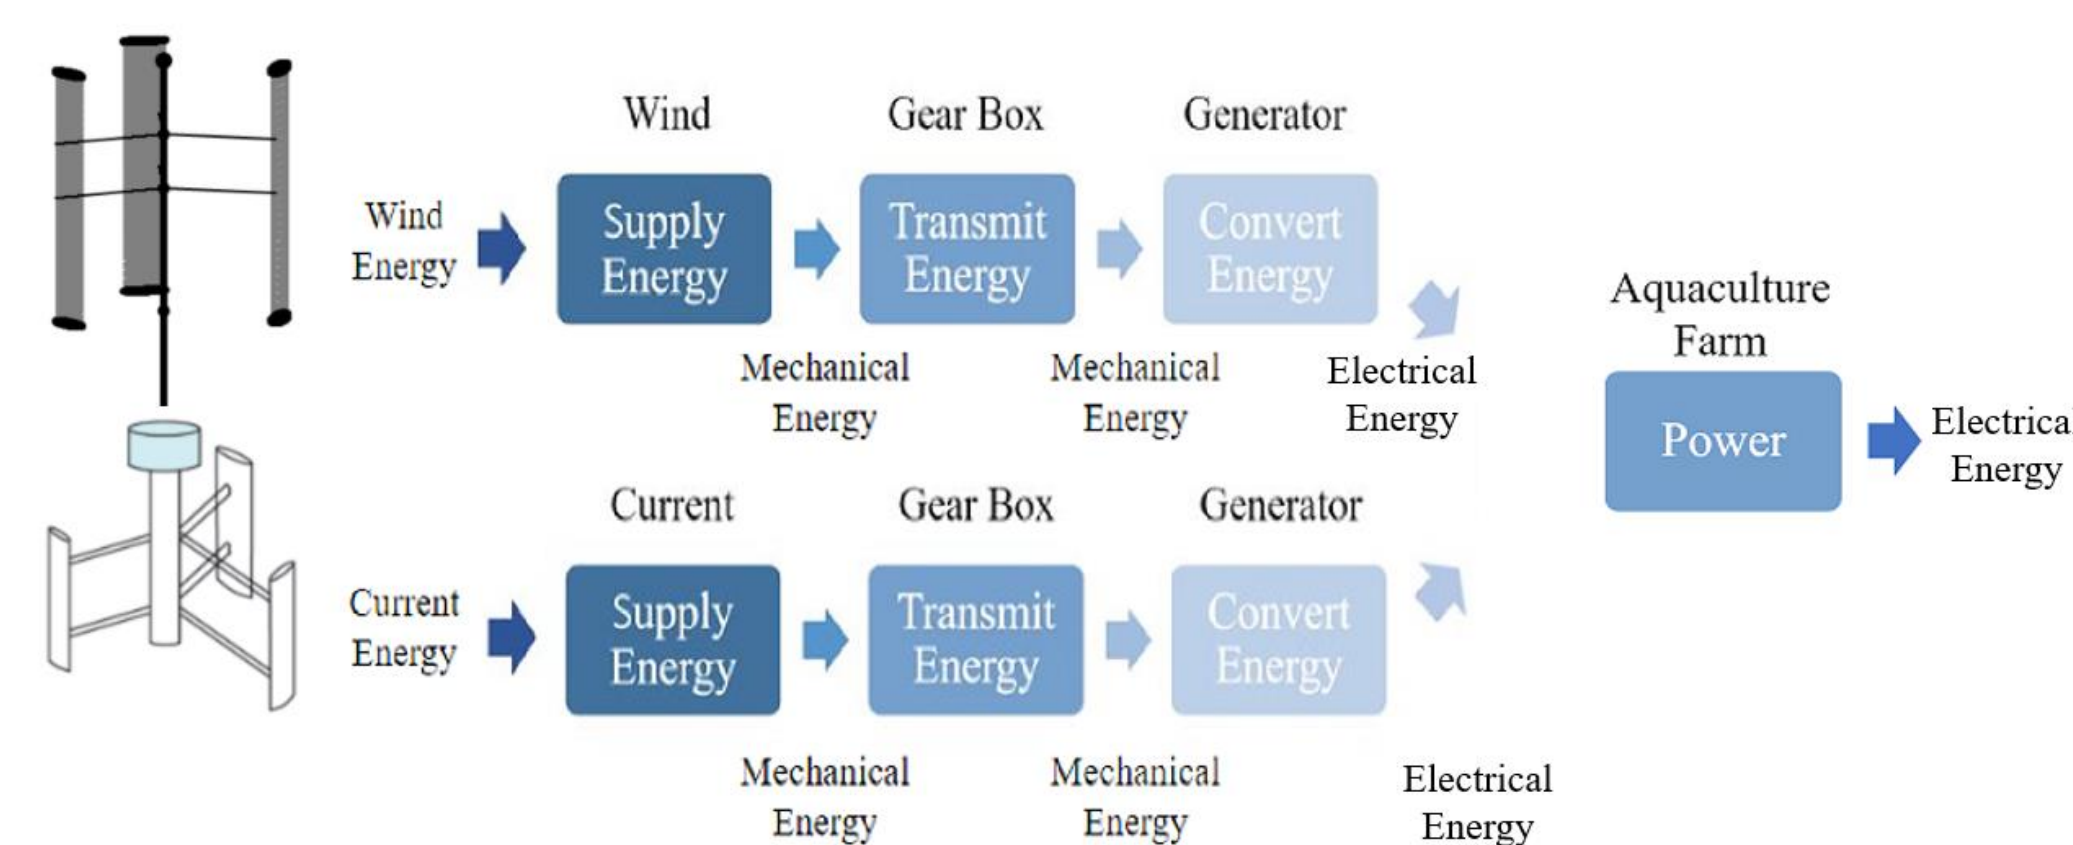 Wind
Gear Box
Generator
Wind
Energy
Supply
Energy
Transmit
Energy
Convert
Energy
Mechanical
Energy
Mechanical
Energy
Electrical
Energy
Aquaculture
Farm
Power
Electrical
Energy
Current
Gear Box
Generator
Current
Energy
Supply
Energy
Transmit
Energy
Convert
Energy
Mechanical
Energy
Mechanical
Energy
Electrical
Energy